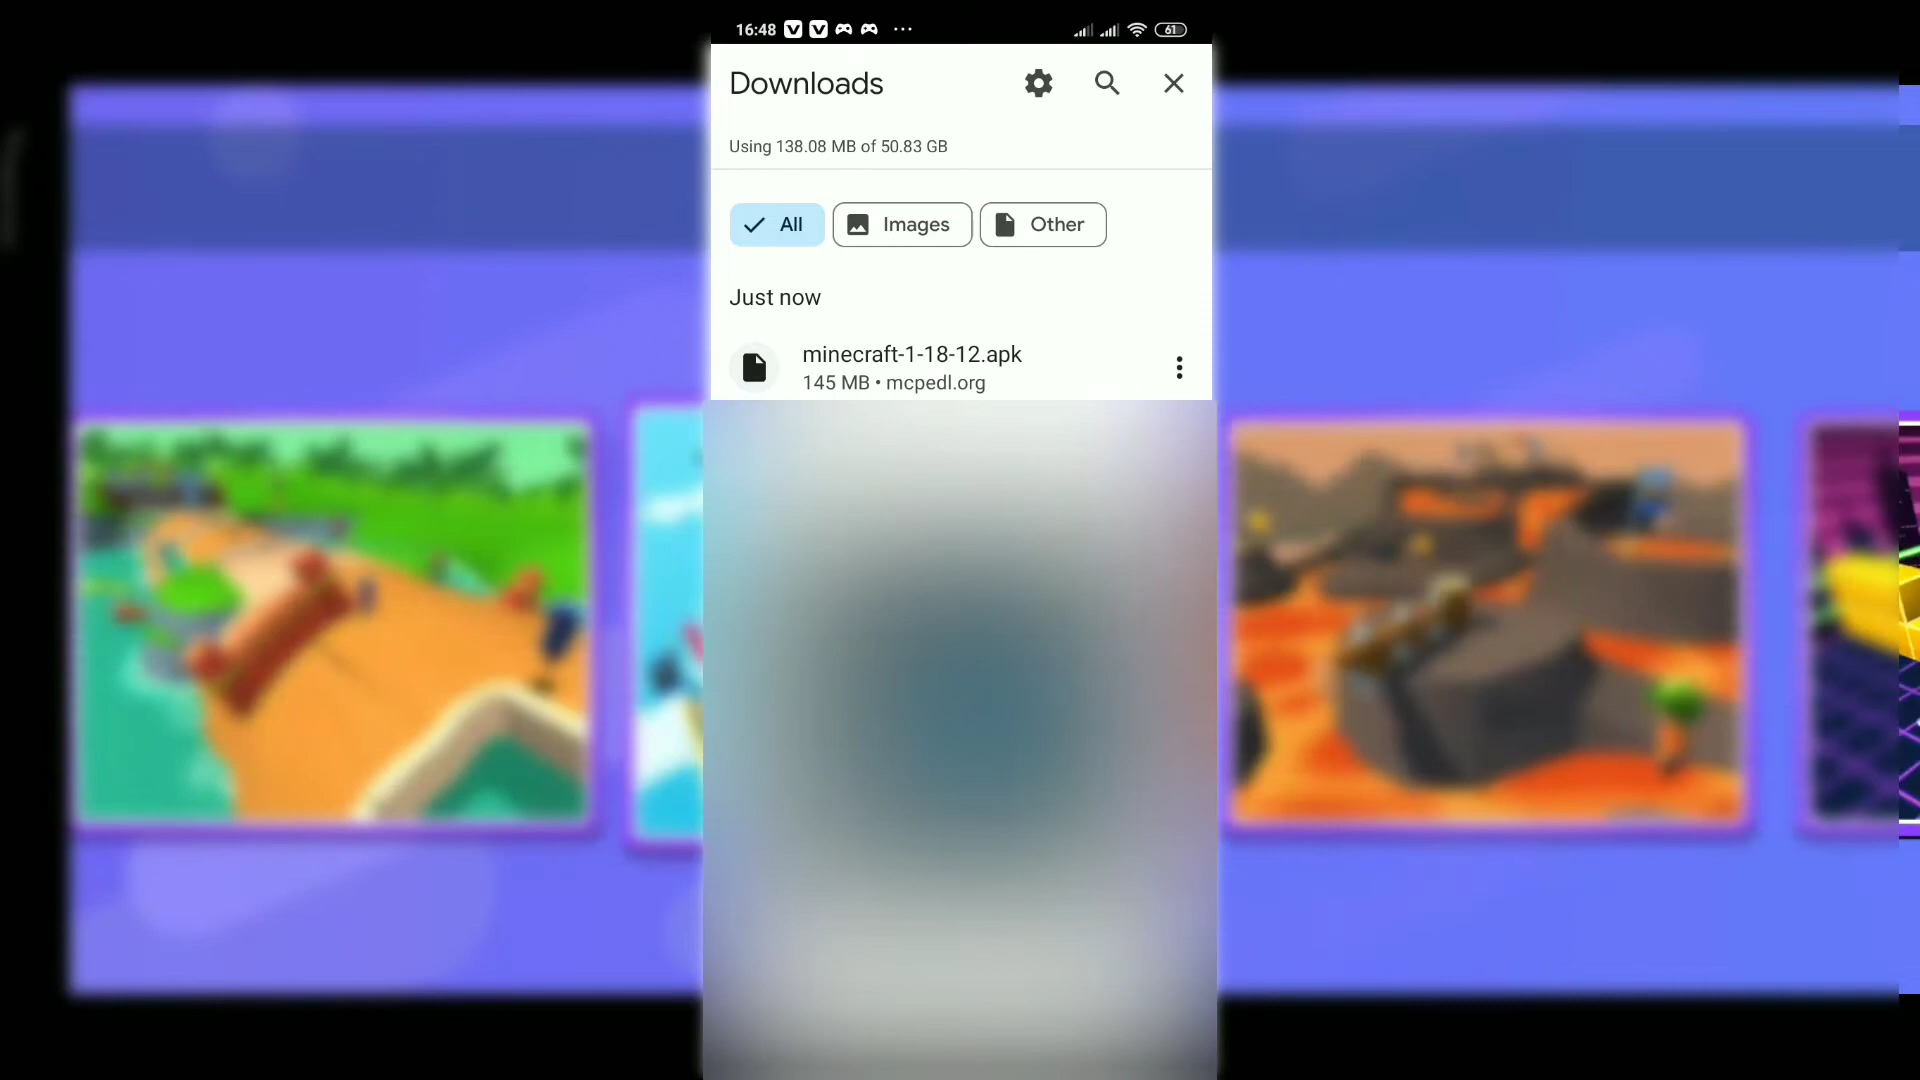 16:48 61
Downloads
Using 138.08 MB of 50.83 GB
All Images Other
Just now
minecraft-1-18-12.apk
145 MB • mcpedl.org